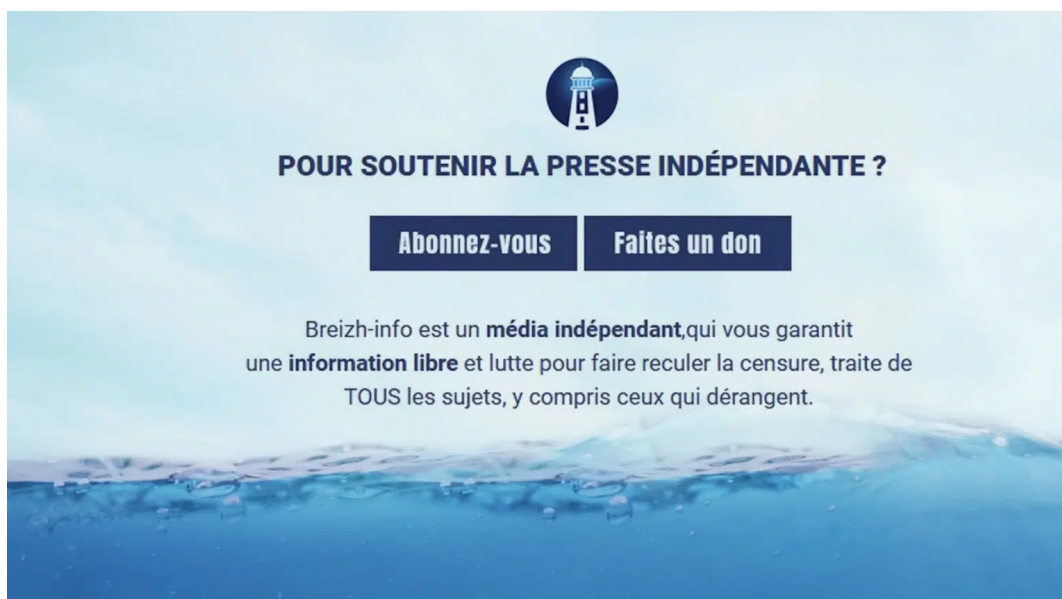 POUR SOUTENIR LA PRESSE INDÉPENDANTE ?
Abonnez-vous Faites un don
Breizh-info est un média indépendant,qui vous garantit
une information libre et lutte pour faire reculer la censure, traite de
TOUS les sujets, y compris ceux qui dérangent.